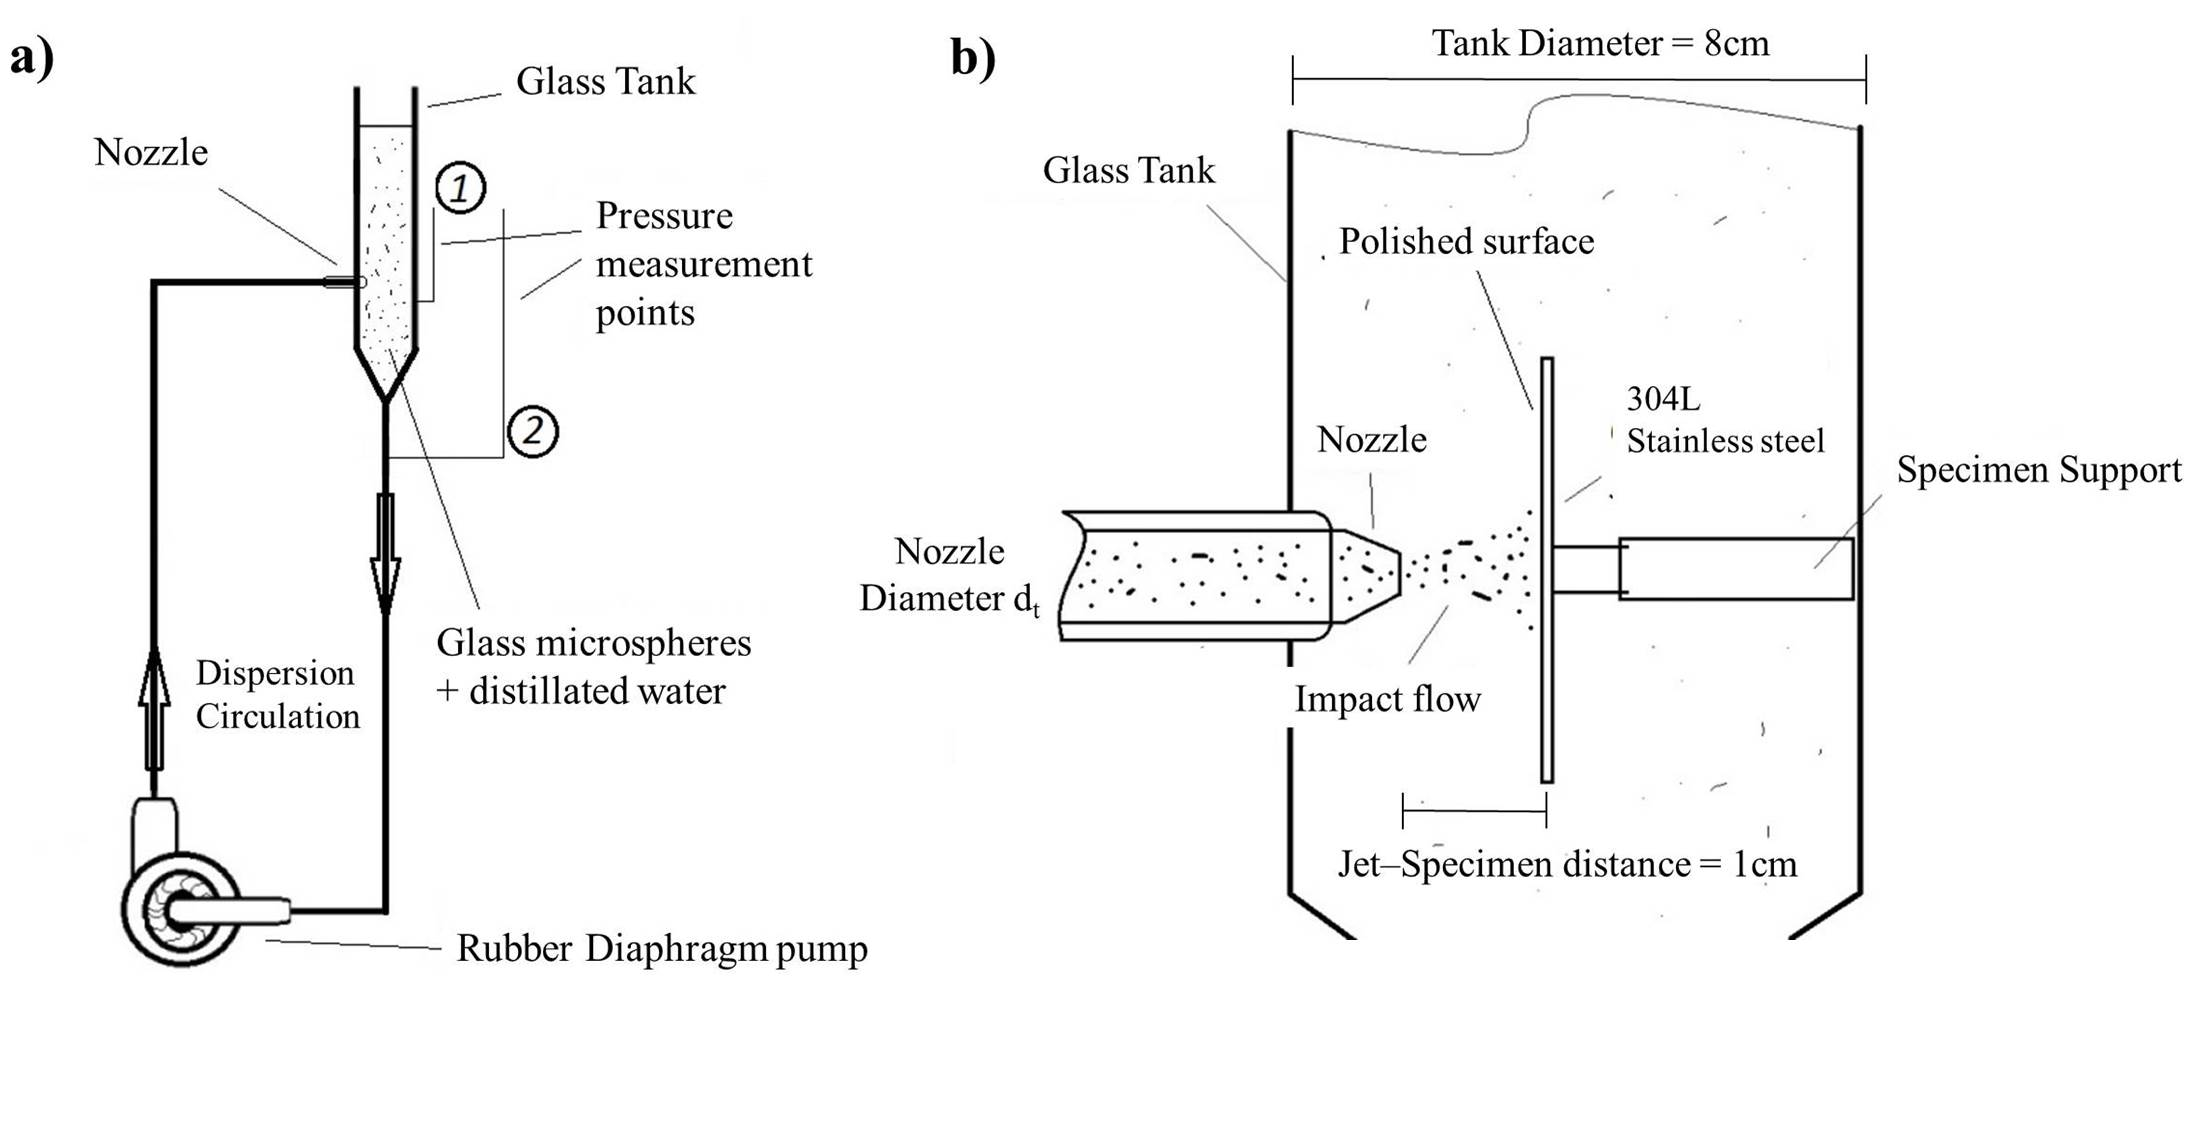 a)
Glass Tank
Nozzle
1
Pressure
measurement
points
2
Glass microspheres
+ distillated water
Dispersion
Circulation
Rubber Diaphragm pump
b)
Tank Diameter = 8cm
Glass Tank
Polished surface
304L
Stainless steel
Nozzle
Specimen Support
Nozzle
Diameter dt
Impact flow
Jet–Specimen distance = 1cm